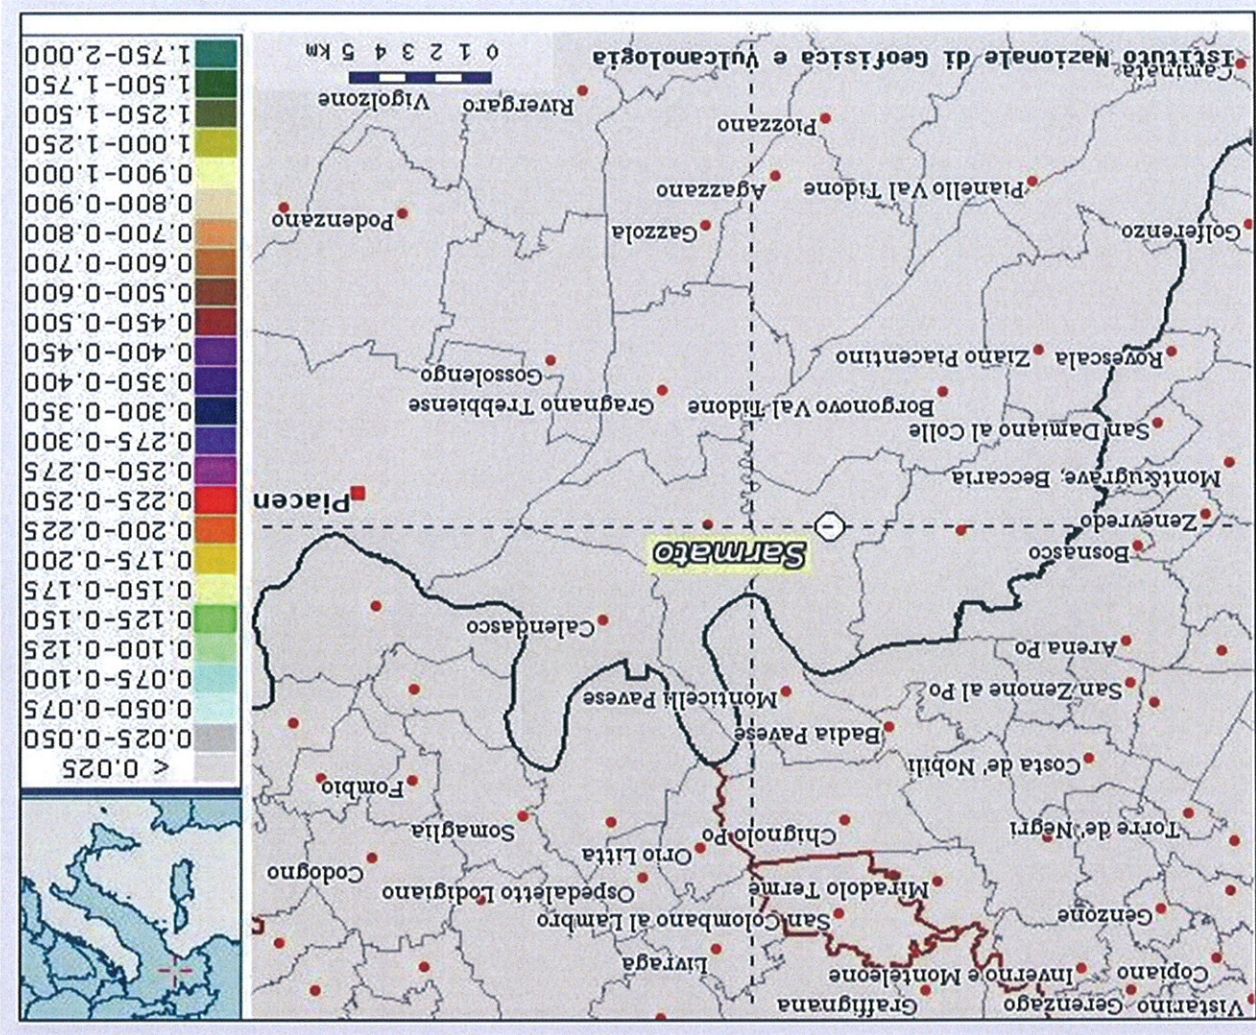 Vistarino
Gerenzago
Graffignana
Copiano
Inverno e Monteleone
Livraga
Genzone
San Colombano al Lambro
Miradolo Terme
Ospedaletto Lodigiano
Codogno
Torre de' Negri
Chignolo Po
Orio Litta
Somaglia
Costa de' Nobili
Fombio
San Zenone al Po
Badia Pavese
Monticelli Pavese
Arena Po
Calendasco
Bosnasco
Sarmato
Zenevredo
Piacen
Mont&ugrave; Beccaria
San Damiano al Colle
Borgonovo Val Tidone
Gragnano Trebbiense
Gossolengo
Rovescala
Ziano Piacentino
Golferenzo
Gazzola
Podenzano
Pianello Val Tidone
Agazzano
Piozzano
Rivergaro
Vigolzone
Caminata
Istituto Nazionale di Geofisica e Vulcanologia
0 1 2 3 4 5 km
< 0.025
0.025-0.050
0.050-0.075
0.075-0.100
0.100-0.125
0.125-0.150
0.150-0.175
0.175-0.200
0.200-0.225
0.225-0.250
0.250-0.275
0.275-0.300
0.300-0.350
0.350-0.400
0.400-0.450
0.450-0.500
0.500-0.600
0.600-0.700
0.700-0.800
0.800-0.900
0.900-1.000
1.000-1.250
1.250-1.500
1.500-1.750
1.750-2.000